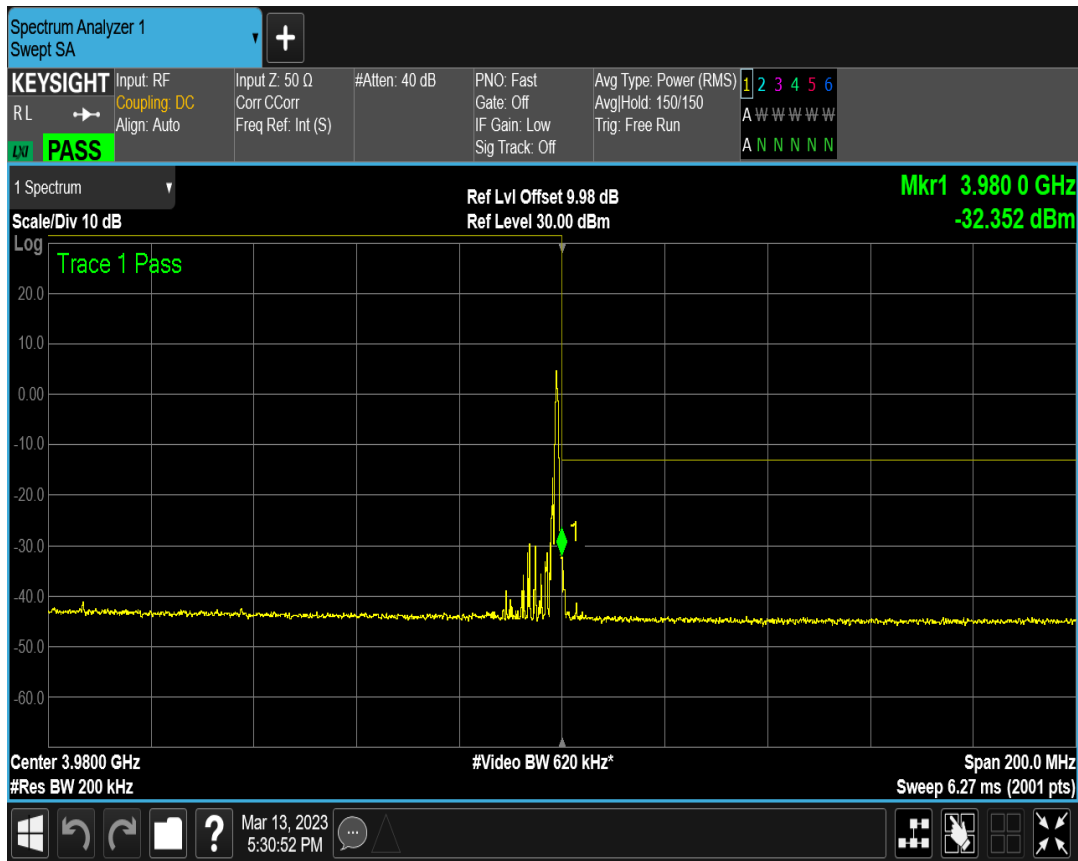 Spectrum Analyzer 1
Swept SA
+
KEYSIGHT
RL
LXI PASS
Input: RF
Coupling: DC
Align: Auto
Input Z: 50 Ω
Corr CCorr
Freq Ref: Int (S)
#Atten: 40 dB
PNO: Fast
Gate: Off
IF Gain: Low
Sig Track: Off
Avg Type: Power (RMS)
Avg|Hold: 150/150
Trig: Free Run
1 2 3 4 5 6
A W W W W W
A N N N N N
1 Spectrum
Scale/Div 10 dB
Ref Lvl Offset 9.98 dB
Ref Level 30.00 dBm
Mkr1 3.980 0 GHz
-32.352 dBm
Log
Trace 1 Pass
20.0
10.0
0.00
-10.0
-20.0
-30.0
-40.0
-50.0
-60.0
1
Center 3.9800 GHz
#Res BW 200 kHz
#Video BW 620 kHz*
Span 200.0 MHz
Sweep 6.27 ms (2001 pts)
?
Mar 13, 2023
5:30:52 PM